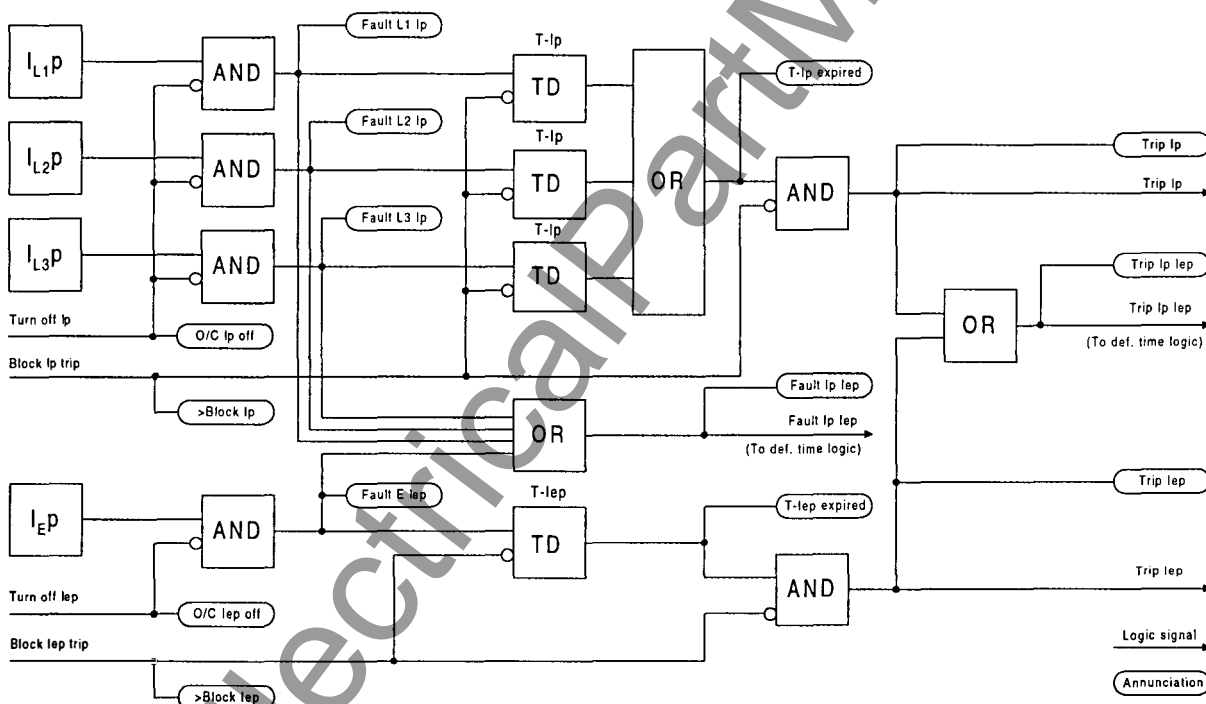 Fault L1 Ip
T-Ip
IL1p
AND
TD
T-Ip expired
Fault L2 Ip
T-Ip
Trip Ip
IL2p
AND
TD
OR
AND
Trip Ip
Fault L3 Ip
T-Ip
IL3p
AND
TD
Trip Ip Iep
Turn off Ip
O/C Ip off
OR
Trip Ip Iep
(To def. time logic)
Block Ip trip
>Block Ip
Fault Ip Iep
OR
Fault Ip Iep
(To def. time logic)
Fault E Iep
T-Iep
T-Iep expired
Trip Iep
IEp
AND
TD
AND
Trip Iep
Turn off Iep
O/C Iep off
Block Iep trip
>Block Iep
Logic signal
Annunciation